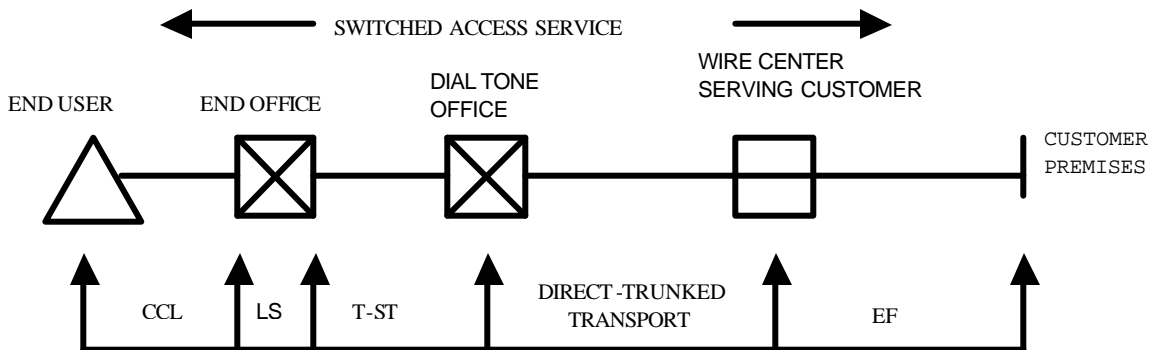 SWITCHED ACCESS SERVICE
WIRE CENTER
SERVING CUSTOMER
DIAL TONE
OFFICE
END USER
END OFFICE
CUSTOMER
PREMISES
CCL
LS
T-ST
DIRECT -TRUNKED
TRANSPORT
EF